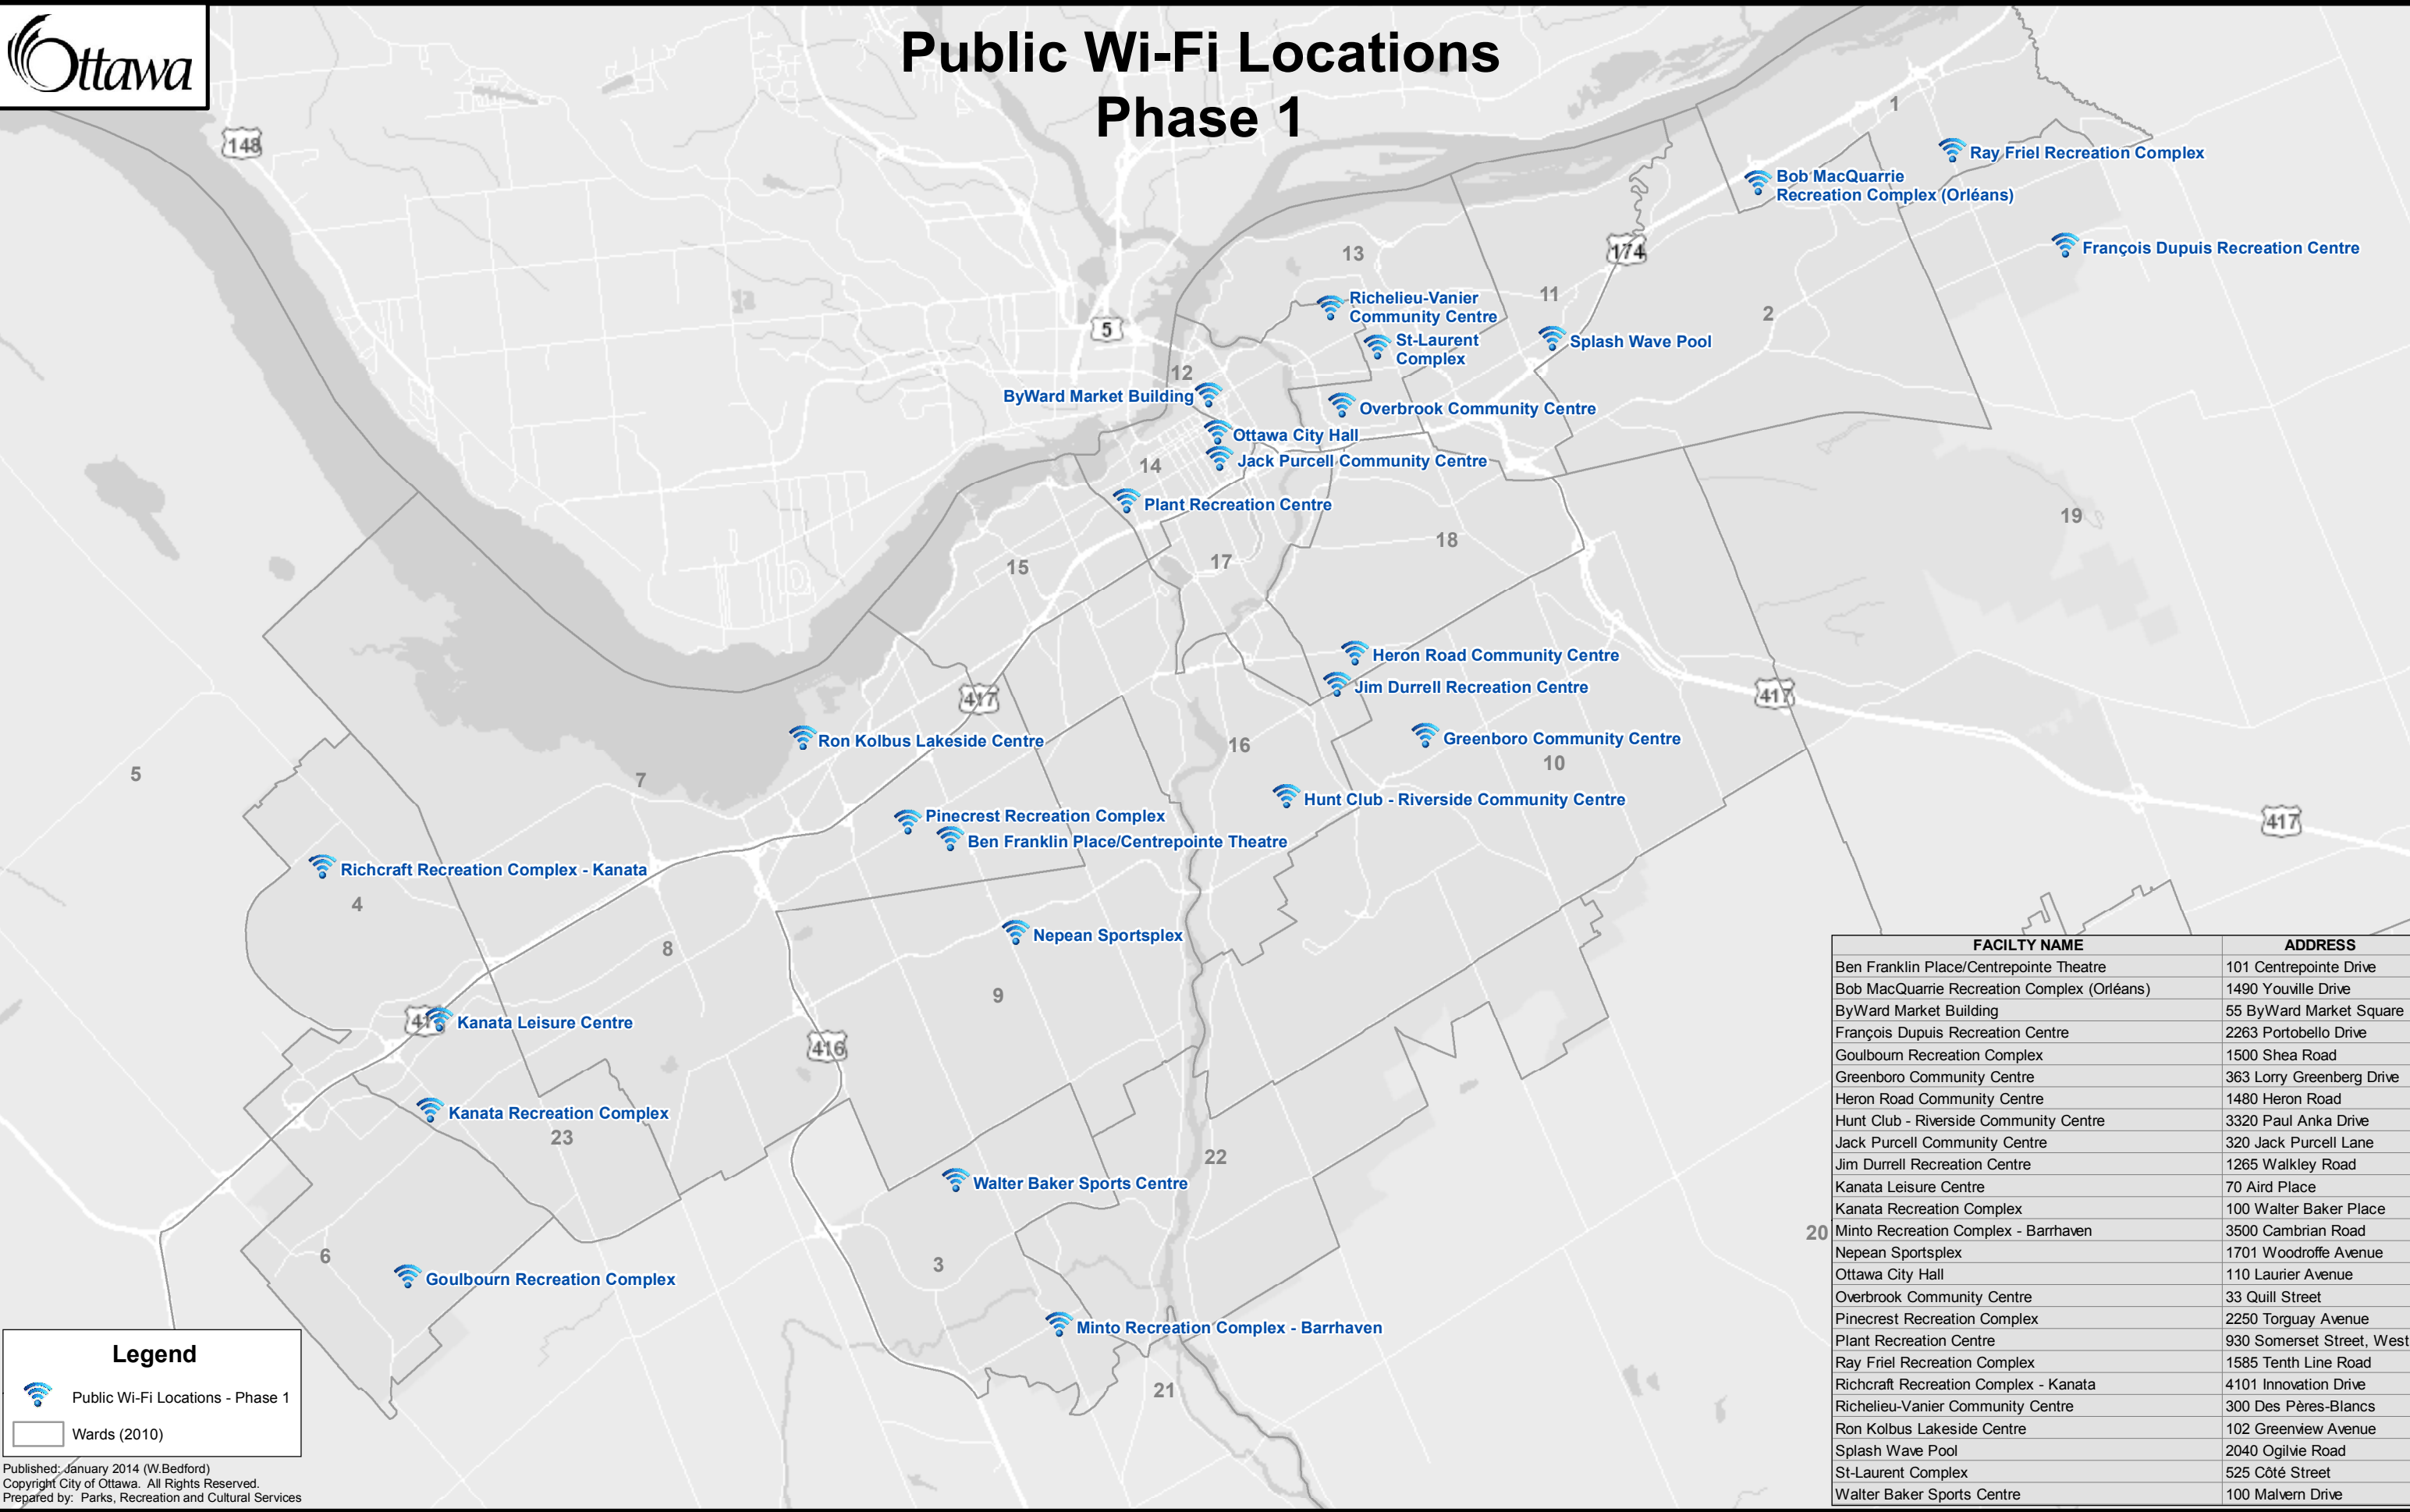 Ottawa
Public Wi-Fi Locations
Phase 1
148
1
Ray Friel Recreation Complex
Bob MacQuarrie
Recreation Complex (Orléans)
174
François Dupuis Recreation Centre
13
11
2
Richelieu-Vanier
Community Centre
5
St-Laurent
Complex
Splash Wave Pool
12
ByWard Market Building
Overbrook Community Centre
Ottawa City Hall
14
Jack Purcell Community Centre
Plant Recreation Centre
19
18
17
15
Heron Road Community Centre
Jim Durrell Recreation Centre
417
417
Ron Kolbus Lakeside Centre
16
Greenboro Community Centre
10
5
7
Hunt Club - Riverside Community Centre
Pinecrest Recreation Complex
Ben Franklin Place/Centrepointe Theatre
417
Richcraft Recreation Complex - Kanata
4
Nepean Sportsplex
8
9
Kanata Leisure Centre
416
Kanata Recreation Complex
23
22
Walter Baker Sports Centre
20
6
3
Goulbourn Recreation Complex
Minto Recreation Complex - Barrhaven
21
FACILTY NAME ADDRESS
Ben Franklin Place/Centrepointe Theatre 101 Centrepointe Drive
Bob MacQuarrie Recreation Complex (Orléans) 1490 Youville Drive
ByWard Market Building 55 ByWard Market Square
François Dupuis Recreation Centre 2263 Portobello Drive
Goulbourn Recreation Complex 1500 Shea Road
Greenboro Community Centre 363 Lorry Greenberg Drive
Heron Road Community Centre 1480 Heron Road
Hunt Club - Riverside Community Centre 3320 Paul Anka Drive
Jack Purcell Community Centre 320 Jack Purcell Lane
Jim Durrell Recreation Centre 1265 Walkley Road
Kanata Leisure Centre 70 Aird Place
Kanata Recreation Complex 100 Walter Baker Place
Minto Recreation Complex - Barrhaven 3500 Cambrian Road
Nepean Sportsplex 1701 Woodroffe Avenue
Ottawa City Hall 110 Laurier Avenue
Overbrook Community Centre 33 Quill Street
Pinecrest Recreation Complex 2250 Torguay Avenue
Plant Recreation Centre 930 Somerset Street, West
Ray Friel Recreation Complex 1585 Tenth Line Road
Richcraft Recreation Complex - Kanata 4101 Innovation Drive
Richelieu-Vanier Community Centre 300 Des Pères-Blancs
Ron Kolbus Lakeside Centre 102 Greenview Avenue
Splash Wave Pool 2040 Ogilvie Road
St-Laurent Complex 525 Côté Street
Walter Baker Sports Centre 100 Malvern Drive
Legend
Public Wi-Fi Locations - Phase 1
Wards (2010)
Published: January 2014 (W.Bedford)
Copyright City of Ottawa. All Rights Reserved.
Prepared by: Parks, Recreation and Cultural Services